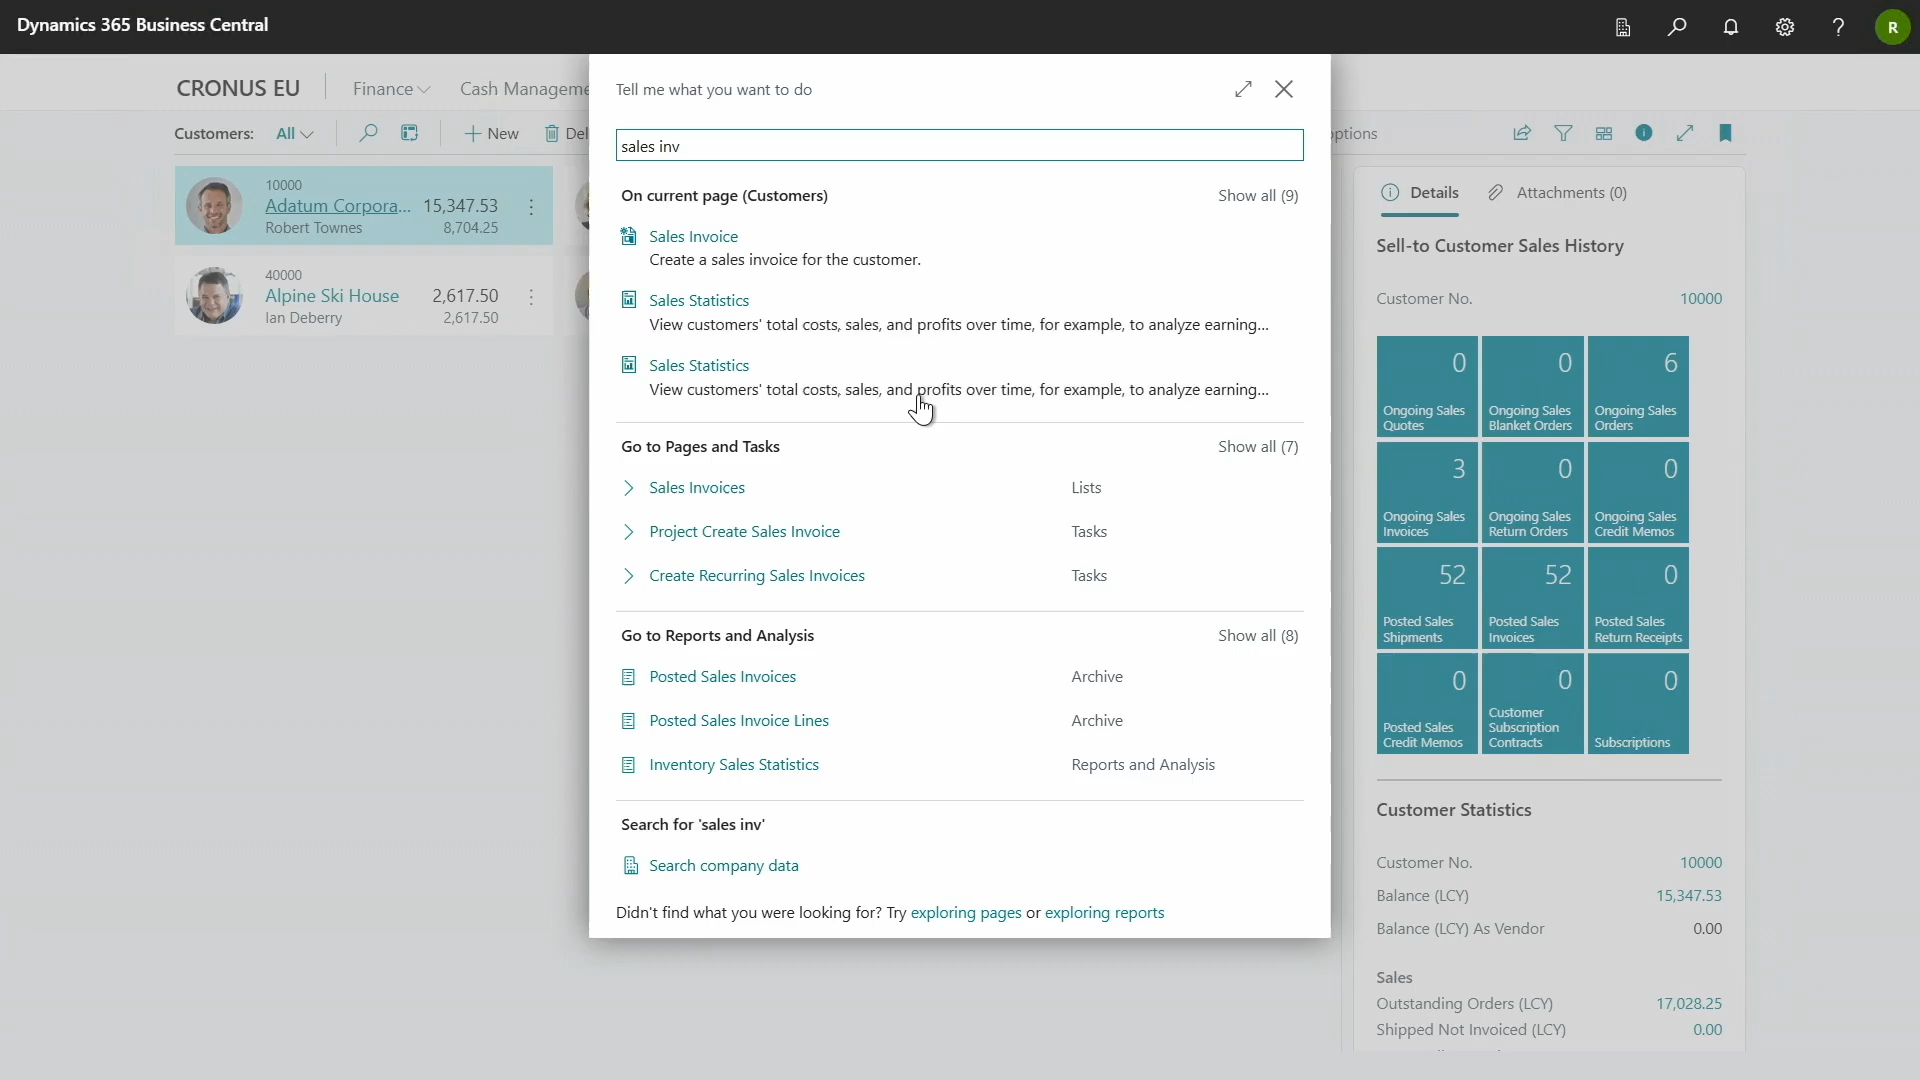 Dynamics 365 Business Central
R
CRONUS EU
Finance
Cash Manageme
Customers:
All
New
Del
ptions
10000
Adatum Corpora...
15,347.53
Robert Townes
8,704.25
40000
Alpine Ski House
2,617.50
Ian Deberry
2,617.50
Tell me what you want to do
sales inv
On current page (Customers)
Show all (9)
Sales Invoice
Create a sales invoice for the customer.
Sales Statistics
View customers' total costs, sales, and profits over time, for example, to analyze earning...
Sales Statistics
View customers' total costs, sales, and profits over time, for example, to analyze earning...
Go to Pages and Tasks
Show all (7)
Sales Invoices
Lists
Project Create Sales Invoice
Tasks
Create Recurring Sales Invoices
Tasks
Go to Reports and Analysis
Show all (8)
Posted Sales Invoices
Archive
Posted Sales Invoice Lines
Archive
Inventory Sales Statistics
Reports and Analysis
Search for 'sales inv'
Search company data
Didn't find what you were looking for? Try exploring pages or exploring reports
Details
Attachments (0)
Sell-to Customer Sales History
Customer No.
10000
0
Ongoing Sales
Quotes
0
Ongoing Sales
Blanket Orders
6
Ongoing Sales
Orders
3
Ongoing Sales
Invoices
0
Ongoing Sales
Return Orders
0
Ongoing Sales
Credit Memos
52
Posted Sales
Shipments
52
Posted Sales
Invoices
0
Posted Sales
Return Receipts
0
Posted Sales
Credit Memos
0
Customer
Subscription
Contracts
0
Subscriptions
Customer Statistics
Customer No.
10000
Balance (LCY)
15,347.53
Balance (LCY) As Vendor
0.00
Sales
Outstanding Orders (LCY)
17,028.25
Shipped Not Invoiced (LCY)
0.00